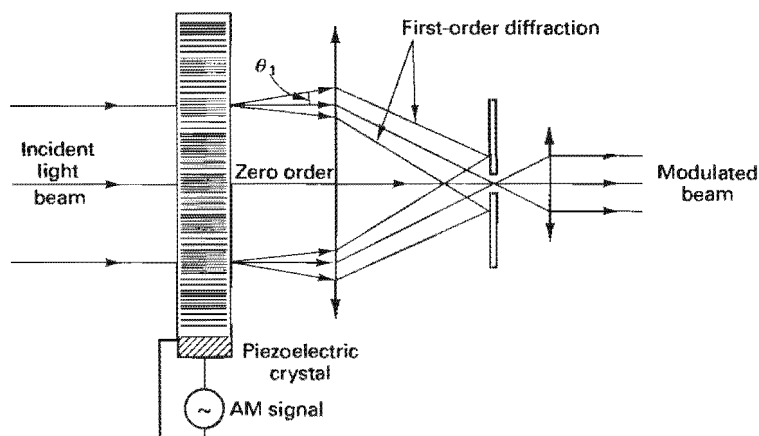 First-order diffraction
θ1
Incident
light
beam
Zero order
Modulated
beam
Piezoelectric
crystal
~
AM signal